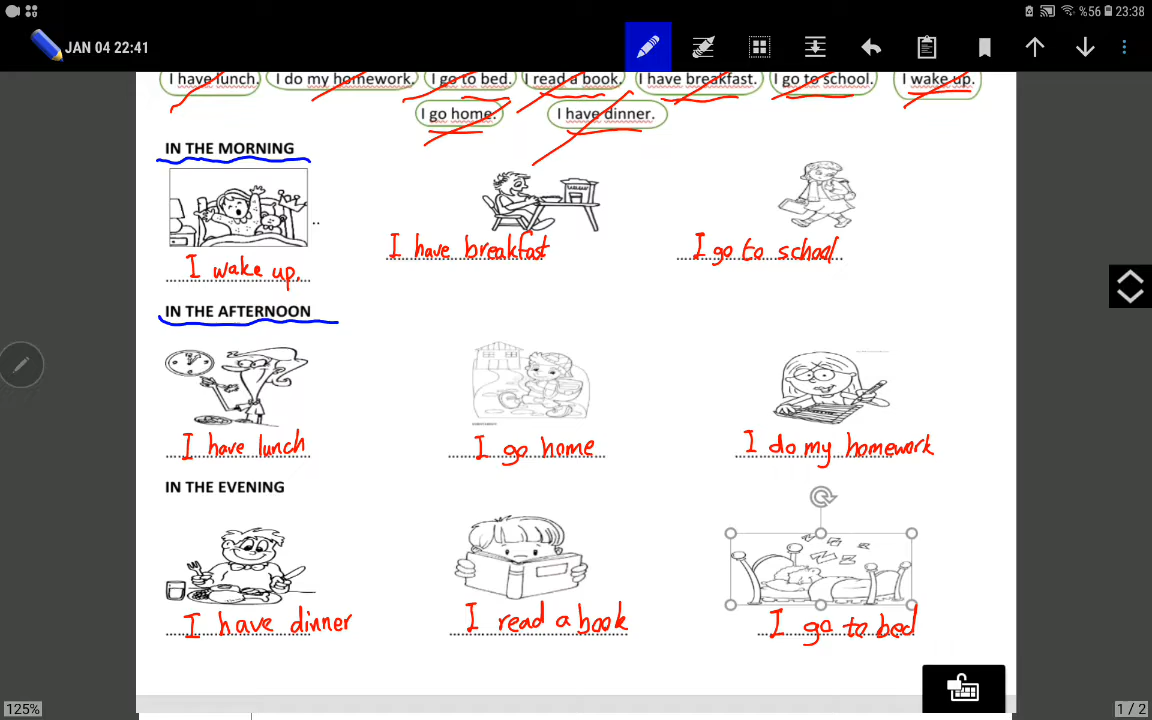 %56 23:38
JAN 04 22:41
I have lunch. I do my homework. I go to bed. I read a book. I have breakfast. I go to school. I wake up.
I go home. I have dinner.
IN THE MORNING
..
I have breakfast I go to school
I wake up.
IN THE AFTERNOON
I have lunch I go home I do my homework
IN THE EVENING
I have dinner I read a book I go to bed
125% 1 / 2